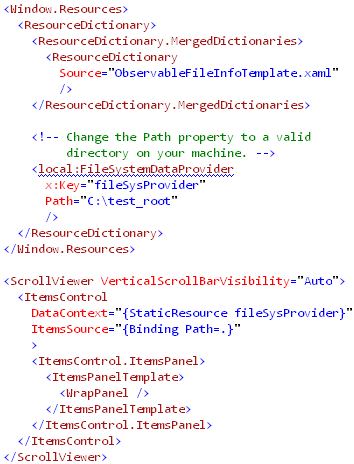 <Window.Resources>
<ResourceDictionary>
<ResourceDictionary.MergedDictionaries>
<ResourceDictionary
Source="ObservableFileInfoTemplate.xaml"
/>
</ResourceDictionary.MergedDictionaries>
<!-- Change the Path property to a valid
directory on your machine. -->
<local:FileSystemDataProvider
x:Key="fileSysProvider"
Path="C:\test_root"
/>
</ResourceDictionary>
</Window.Resources>
<ScrollViewer VerticalScrollBarVisibility="Auto">
<ItemsControl
DataContext="{StaticResource fileSysProvider}"
ItemsSource="{Binding Path=.}"
>
<ItemsControl.ItemsPanel>
<ItemsPanelTemplate>
<WrapPanel />
</ItemsPanelTemplate>
</ItemsControl.ItemsPanel>
</ItemsControl>
</ScrollViewer>